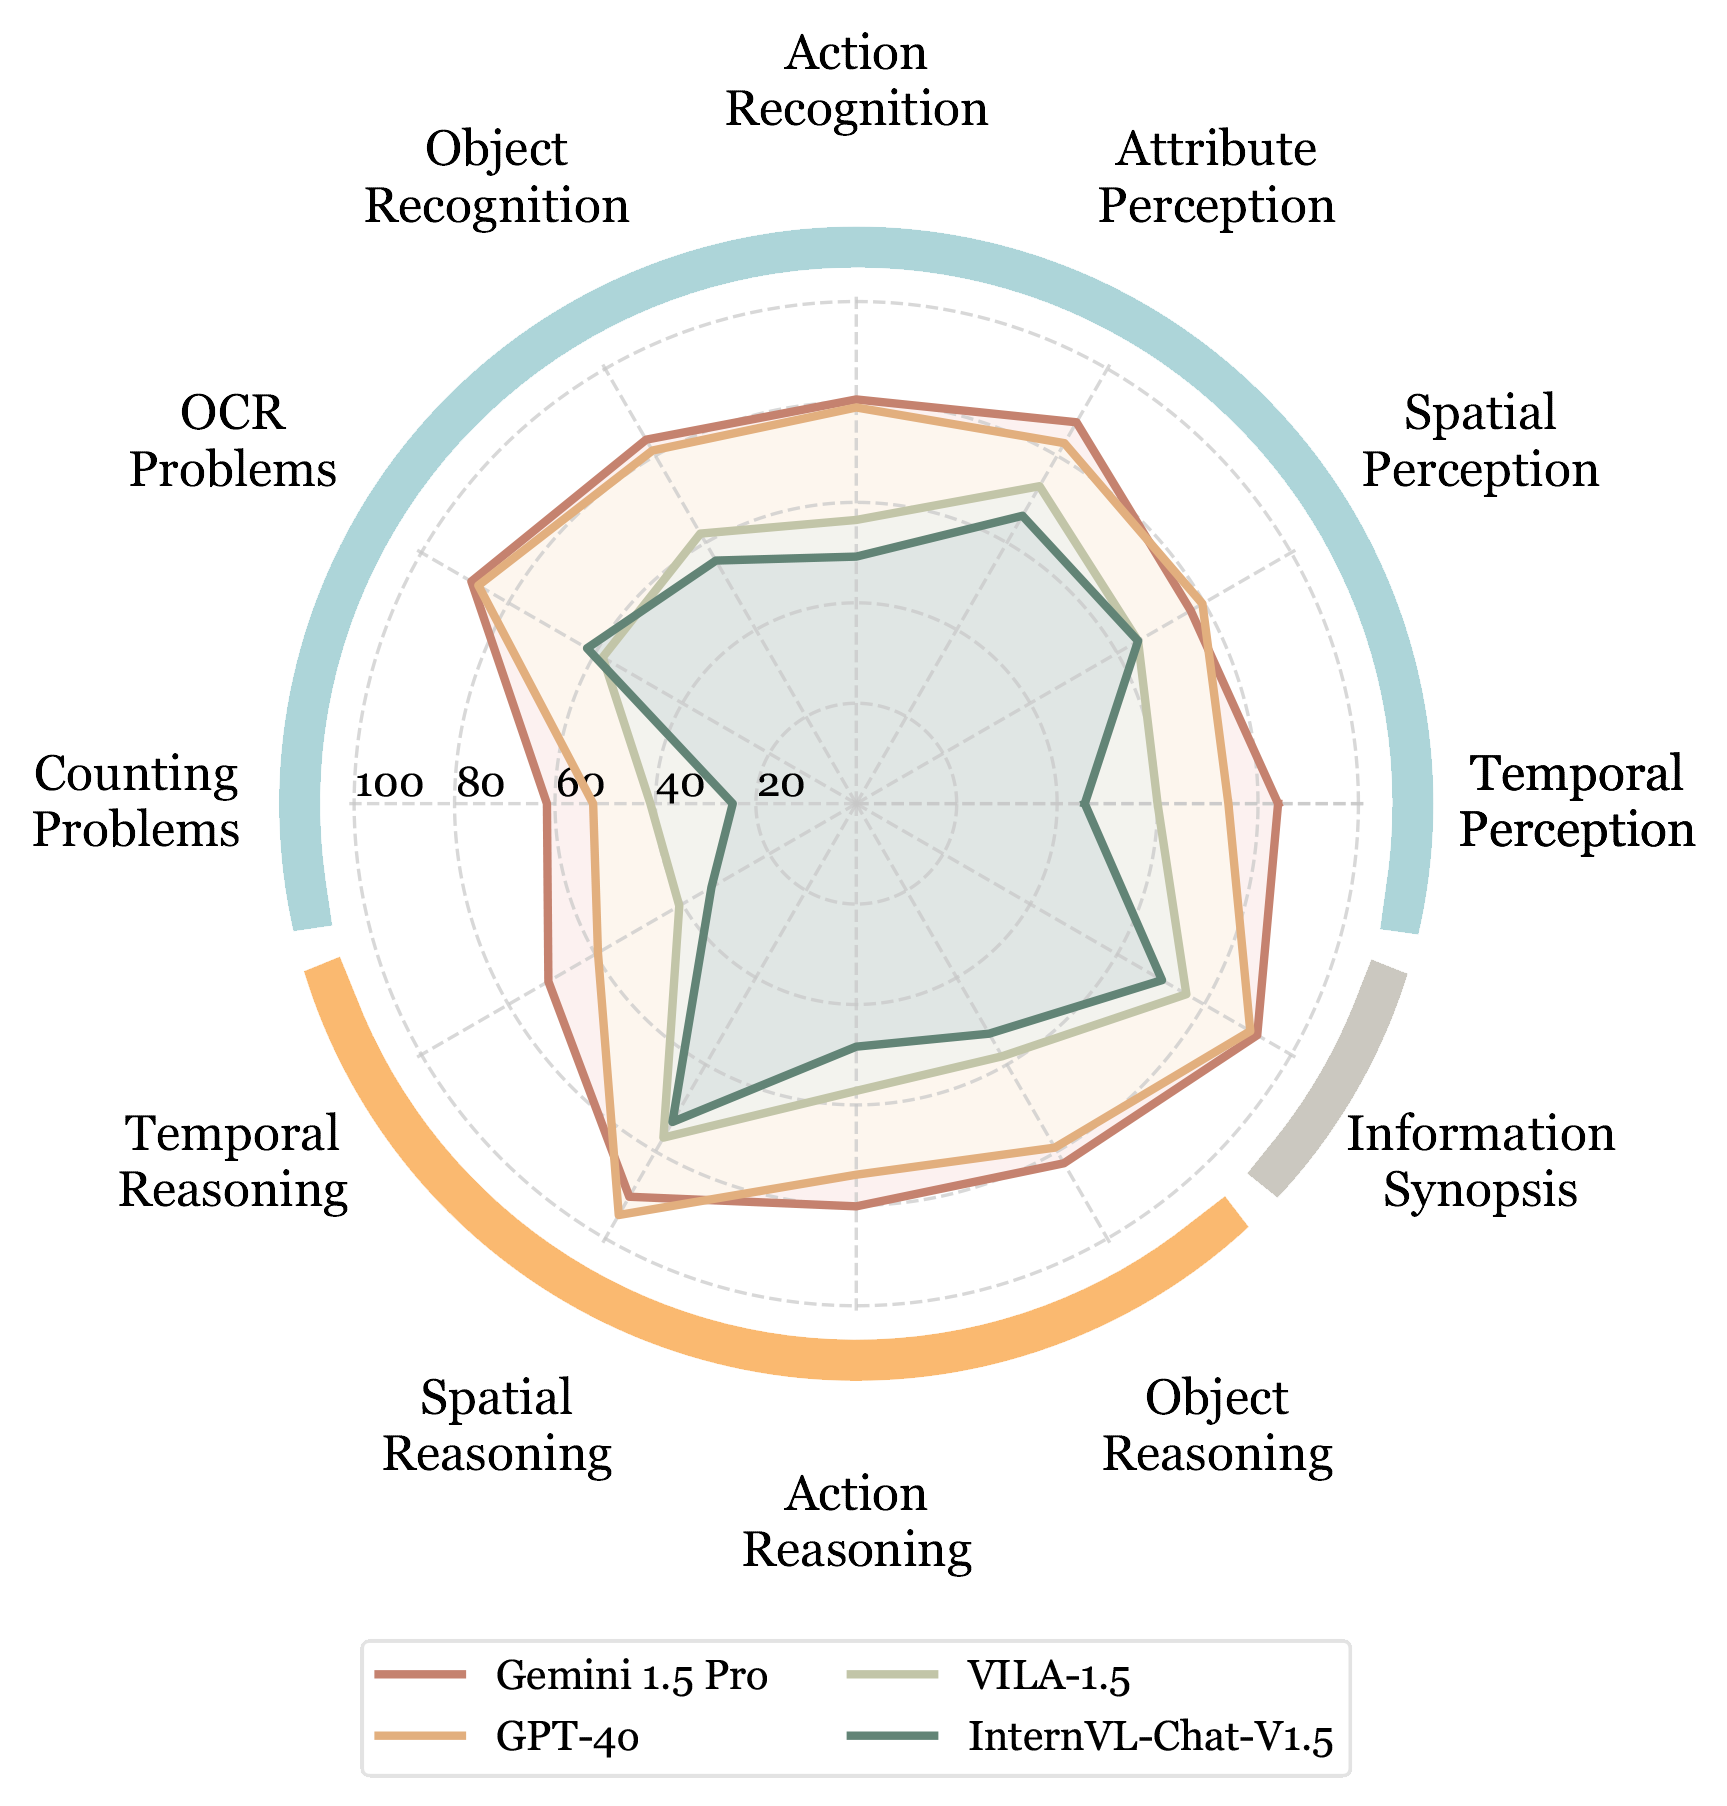 Action
Recognition
Object
Recognition
Attribute
Perception
OCR
Problems
Spatial
Perception
Counting
Problems
100 80 60 40 20
Temporal
Perception
Temporal
Reasoning
Information
Synopsis
Spatial
Reasoning
Object
Reasoning
Action
Reasoning
Gemini 1.5 Pro
VILA-1.5
GPT-4o
InternVL-Chat-V1.5